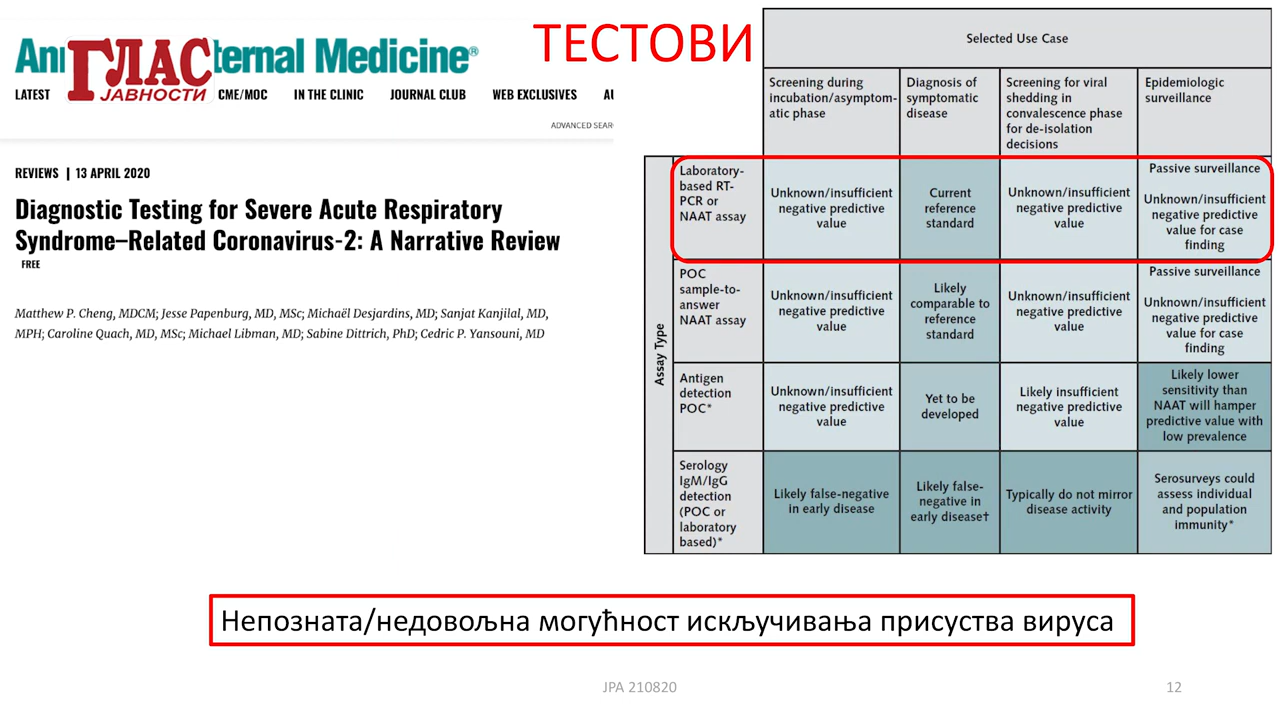 Ann
ГЛАС
ЈАВНОСТИ
ternal Medicine®
LATEST
CME/MOC
IN THE CLINIC
JOURNAL CLUB
WEB EXCLUSIVES
ADVANCED SEAR
REVIEWS | 13 APRIL 2020
Diagnostic Testing for Severe Acute Respiratory
Syndrome–Related Coronavirus-2: A Narrative Review
FREE
Matthew P. Cheng, MDCM; Jesse Papenburg, MD, MSc; Michaël Desjardins, MD; Sanjat Kanjilal, MD,
MPH; Caroline Quach, MD, MSc; Michael Libman, MD; Sabine Dittrich, PhD; Cedric P. Yansouni, MD
ТЕСТОВИ
Selected Use Case
Screening during
incubation/asymptom-
atic phase
Diagnosis of
symptomatic
disease
Screening for viral
shedding in
convalescence phase
for de-isolation
decisions
Epidemiologic
surveillance
Assay Type
Laboratory-
based RT-
PCR or
NAAT assay
Unknown/insufficient
negative predictive
value
Current
reference
standard
Unknown/insufficient
negative predictive
value
Passive surveillance
Unknown/insufficient
negative predictive
value for case
finding
POC
sample-to-
answer
NAAT assay
Unknown/insufficient
negative predictive
value
Likely
comparable to
reference
standard
Unknown/insufficient
negative predictive
value
Passive surveillance
Unknown/insufficient
negative predictive
value for case
finding
Antigen
detection
POC*
Unknown/insufficient
negative predictive
value
Yet to be
developed
Likely insufficient
negative predictive
value
Likely lower
sensitivity than
NAAT will hamper
predictive value with
low prevalence
Serology
IgM/IgG
detection
(POC or
laboratory
based)*
Likely false-negative
in early disease
Likely false-
negative in
early disease†
Typically do not mirror
disease activity
Serosurveys could
assess individual
and population
immunity*
Непозната/недовољна могућност искључивања присуства вируса
JPA 210820
12